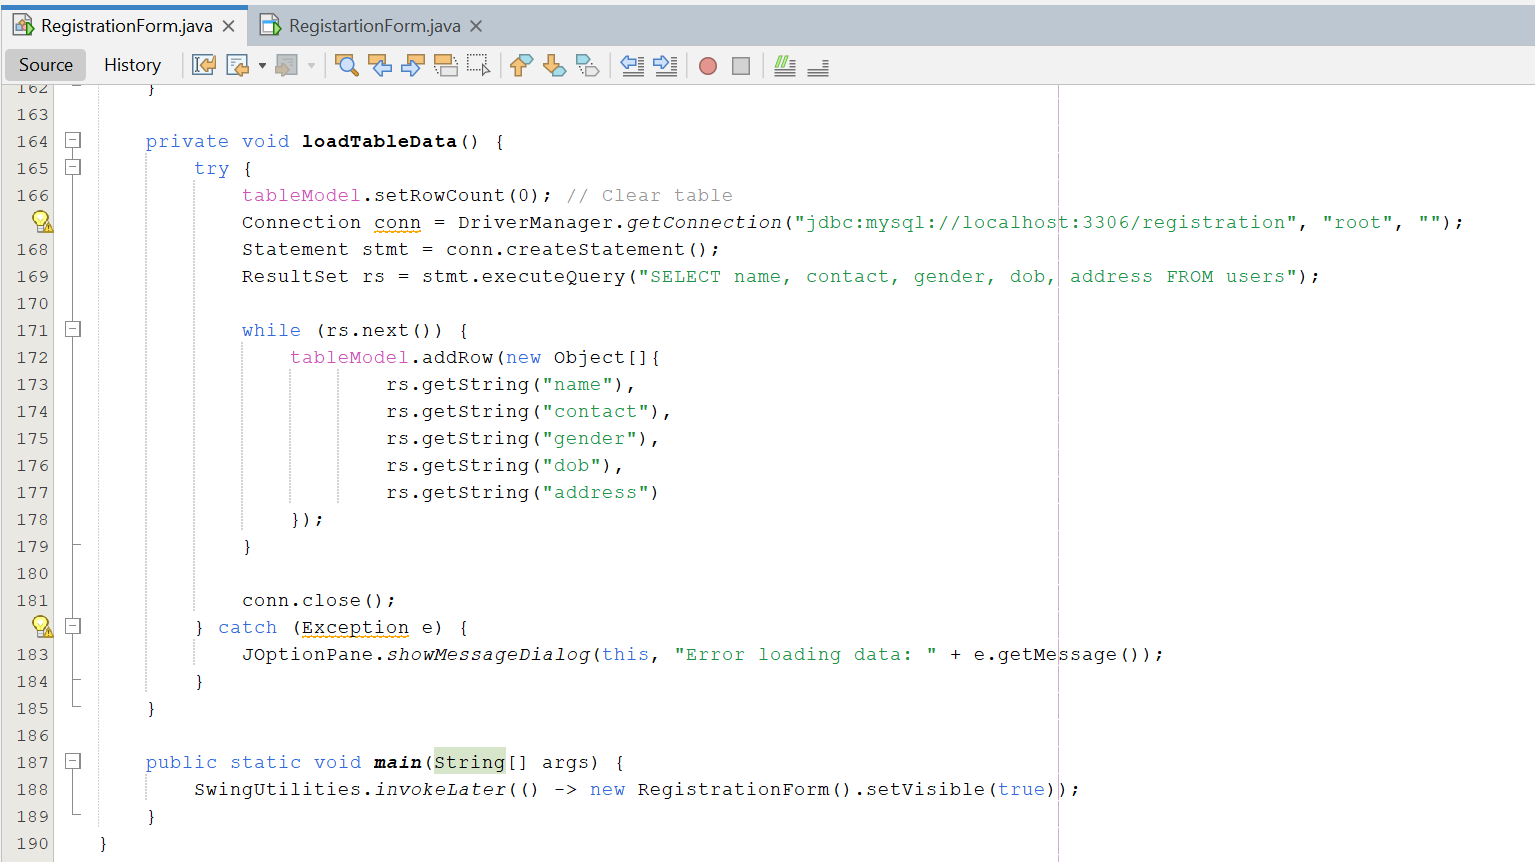 RegistrationForm.java RegistartionForm.java
Source History
162 }
163
164 private void loadTableData() {
165 try {
166 tableModel.setRowCount(0); // Clear table
Connection conn = DriverManager.getConnection("jdbc:mysql://localhost:3306/registration", "root", "");
168 Statement stmt = conn.createStatement();
169 ResultSet rs = stmt.executeQuery("SELECT name, contact, gender, dob, address FROM users");
170
171 while (rs.next()) {
172 tableModel.addRow(new Object[]{
173 rs.getString("name"),
174 rs.getString("contact"),
175 rs.getString("gender"),
176 rs.getString("dob"),
177 rs.getString("address")
178 });
179 }
180
181 conn.close();
} catch (Exception e) {
183 JOptionPane.showMessageDialog(this, "Error loading data: " + e.getMessage());
184 }
185 }
186
187 public static void main(String[] args) {
188 SwingUtilities.invokeLater(() -> new RegistrationForm().setVisible(true));
189 }
190 }